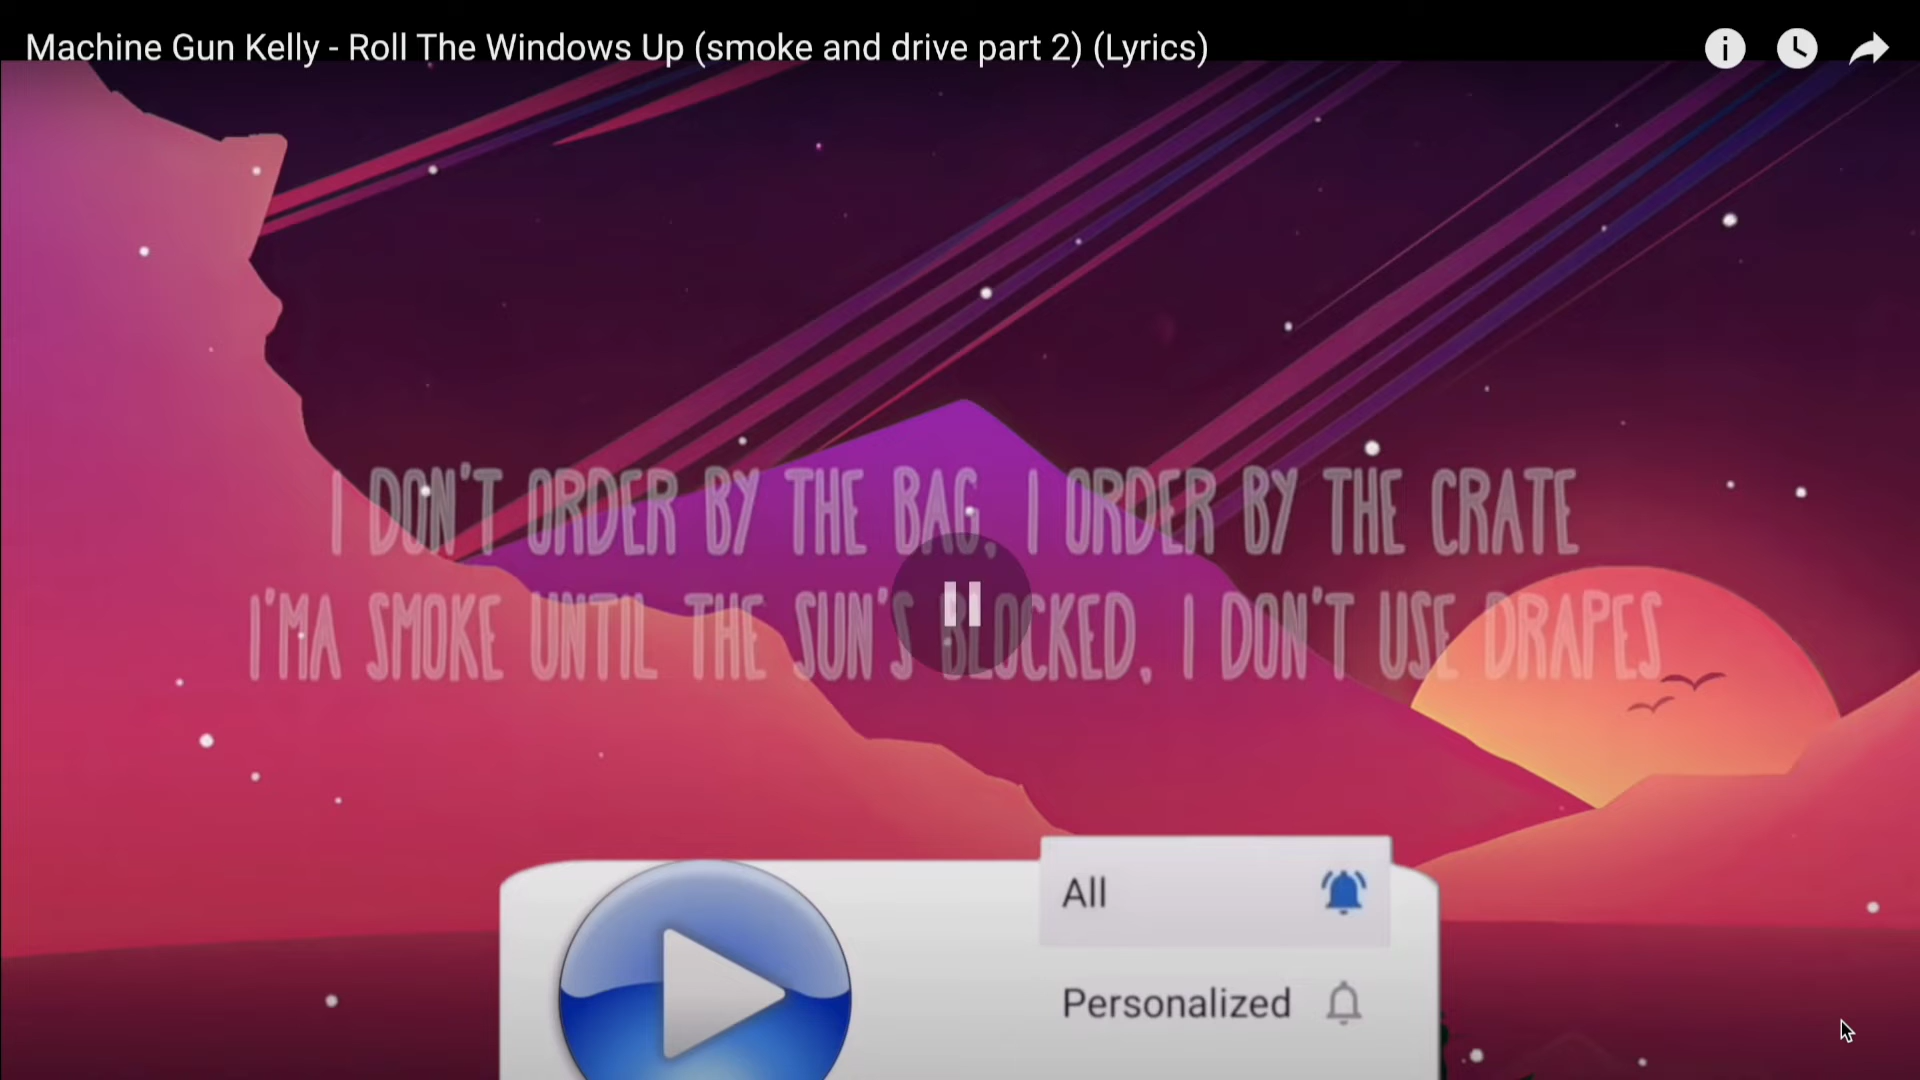 Machine Gun Kelly - Roll The Windows Up (smoke and drive part 2) (Lyrics)
I DON'T ORDER BY THE BAG, I ORDER BY THE CRATE
I'MA SMOKE UNTIL THE SUN'S BLOCKED, I DON'T USE DRAPES
All
Personalized